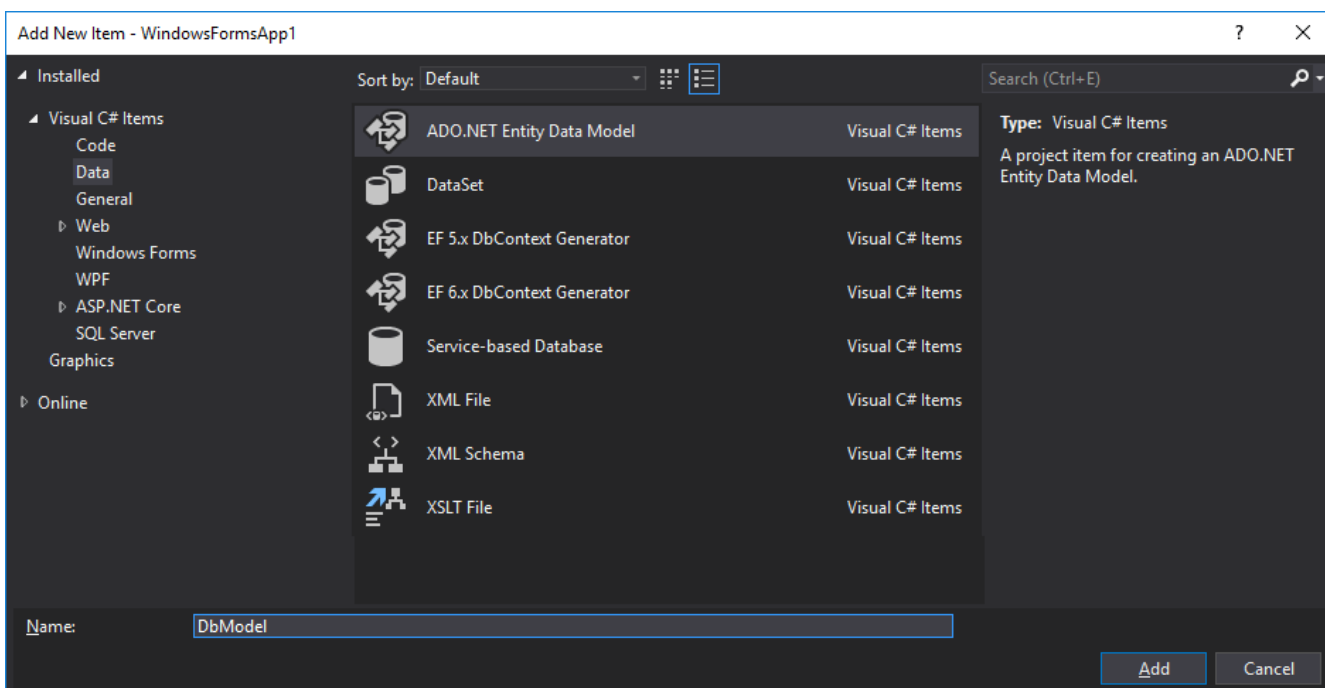 Add New Item - WindowsFormsApp1
?
Installed
Sort by: Default
Search (Ctrl+E)
Visual C# Items
Code
Data
General
Web
Windows Forms
WPF
ASP.NET Core
SQL Server
Graphics
Online
ADO.NET Entity Data Model Visual C# Items
DataSet Visual C# Items
EF 5.x DbContext Generator Visual C# Items
EF 6.x DbContext Generator Visual C# Items
Service-based Database Visual C# Items
XML File Visual C# Items
XML Schema Visual C# Items
XSLT File Visual C# Items
Type: Visual C# Items
A project item for creating an ADO.NET
Entity Data Model.
Name: DbModel
Add Cancel